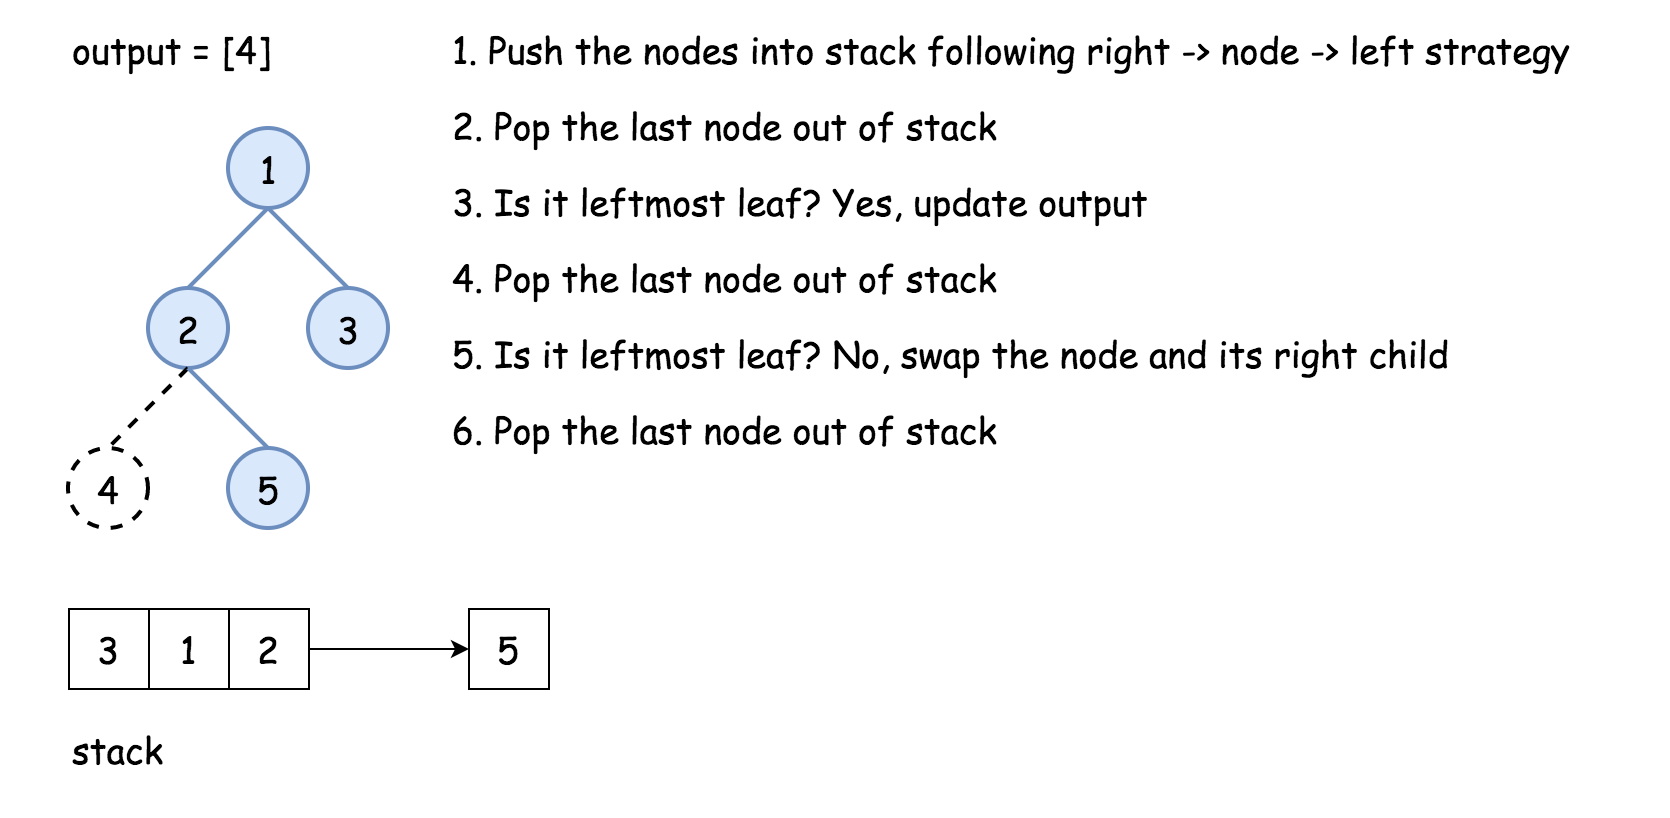 output = [4]
1. Push the nodes into stack following right -> node -> left strategy
2. Pop the last node out of stack
3. Is it leftmost leaf? Yes, update output
4. Pop the last node out of stack
5. Is it leftmost leaf? No, swap the node and its right child
6. Pop the last node out of stack
1
2
3
4
5
3 1 2
5
stack